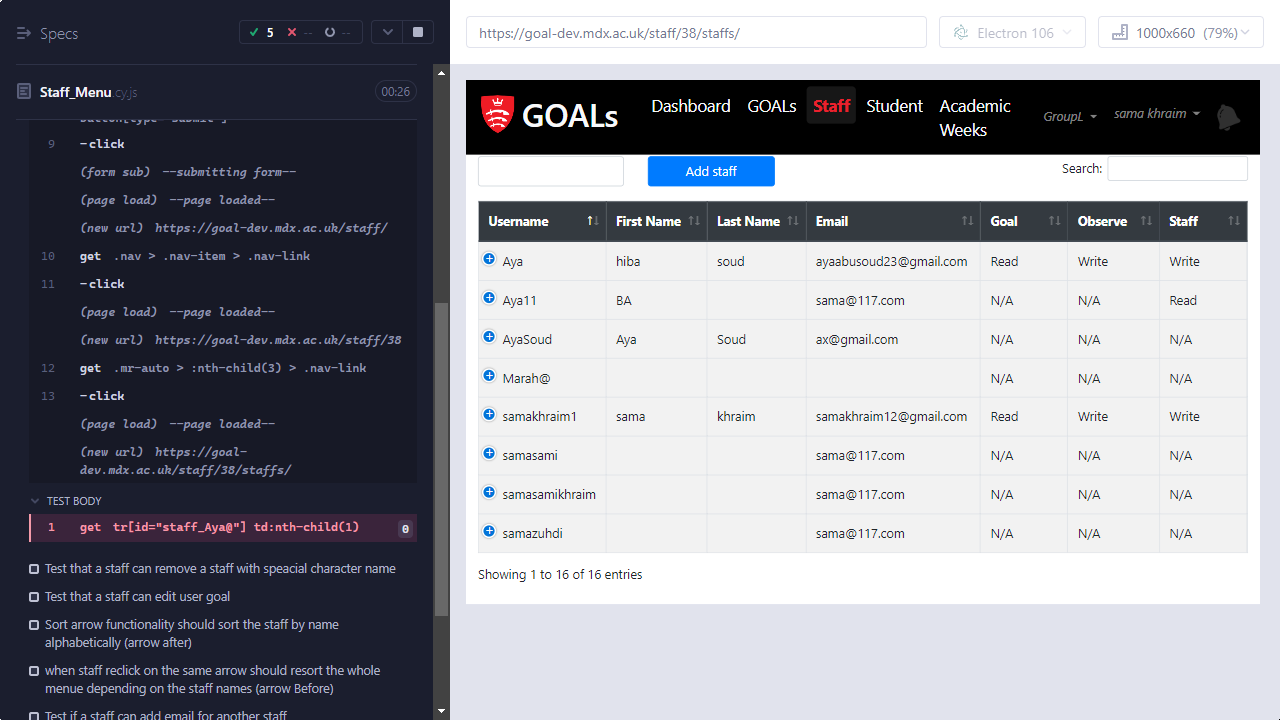 Specs
5
--
--
https://goal-dev.mdx.ac.uk/staff/38/staffs/
Electron 106
1000x660 (79%)
Staff_Menu.cy.js
00:26
button[type="submit"]
9 -click
(form sub) --submitting form--
(page load) --page loaded--
(new url) https://goal-dev.mdx.ac.uk/staff/
10 get .nav > .nav-item > .nav-link
11 -click
(page load) --page loaded--
(new url) https://goal-dev.mdx.ac.uk/staff/38
12 get .mr-auto > :nth-child(3) > .nav-link
13 -click
(page load) --page loaded--
(new url) https://goal-
dev.mdx.ac.uk/staff/38/staffs/
TEST BODY
1 get tr[id="staff_Aya@"] td:nth-child(1) 0
Test that a staff can remove a staff with speacial character name
Test that a staff can edit user goal
Sort arrow functionality should sort the staff by name
alphabetically (arrow after)
when staff reclick on the same arrow should resort the whole
menue depending on the staff names (arrow Before)
Test if a staff can add email for another staff
GOALs
Dashboard GOALs Staff Student Academic
Weeks
GroupL
sama khraim
Add staff
Search:
Username First Name Last Name Email Goal Observe Staff
Aya hiba soud ayaabusoud23@gmail.com Read Write Write
Aya11 BA sama@117.com N/A N/A Read
AyaSoud Aya Soud ax@gmail.com N/A N/A N/A
Marah@ N/A N/A N/A
samakhraim1 sama khraim samakhraim12@gmail.com Read Write Write
samasami sama@117.com N/A N/A N/A
samasamikhraim sama@117.com N/A N/A N/A
samazuhdi sama@117.com N/A N/A N/A
Showing 1 to 16 of 16 entries